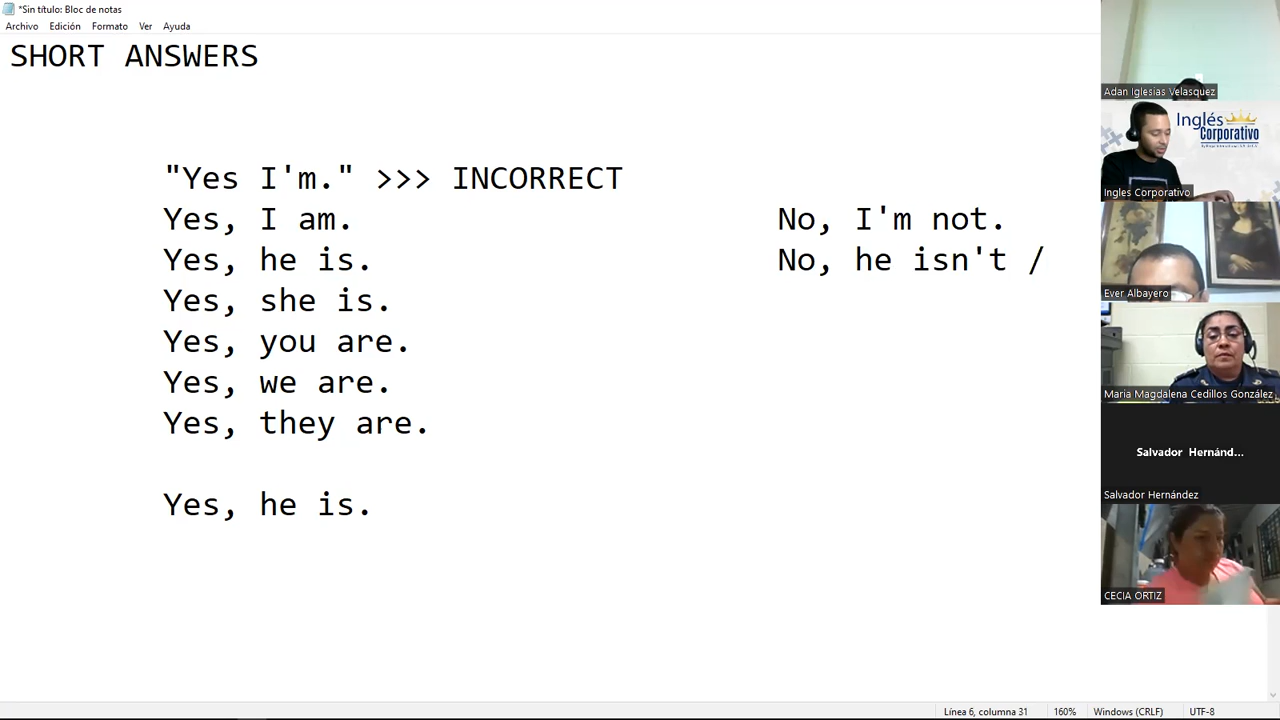 *Sin título: Bloc de notas
Archivo Edición Formato Ver Ayuda
SHORT ANSWERS
"Yes I'm." >>> INCORRECT
Yes, I am. No, I'm not.
Yes, he is. No, he isn't /
Yes, she is.
Yes, you are.
Yes, we are.
Yes, they are.
Yes, he is.
Línea 6, columna 31 160% Windows (CRLF) UTF-8
Adan Iglesias Velasquez
Inglés
Corporativo
Ingles Corporativo
Ever Albayero
Maria Magdalena Cedillos González
Salvador Hernánd...
Salvador Hernández
CECIA ORTIZ